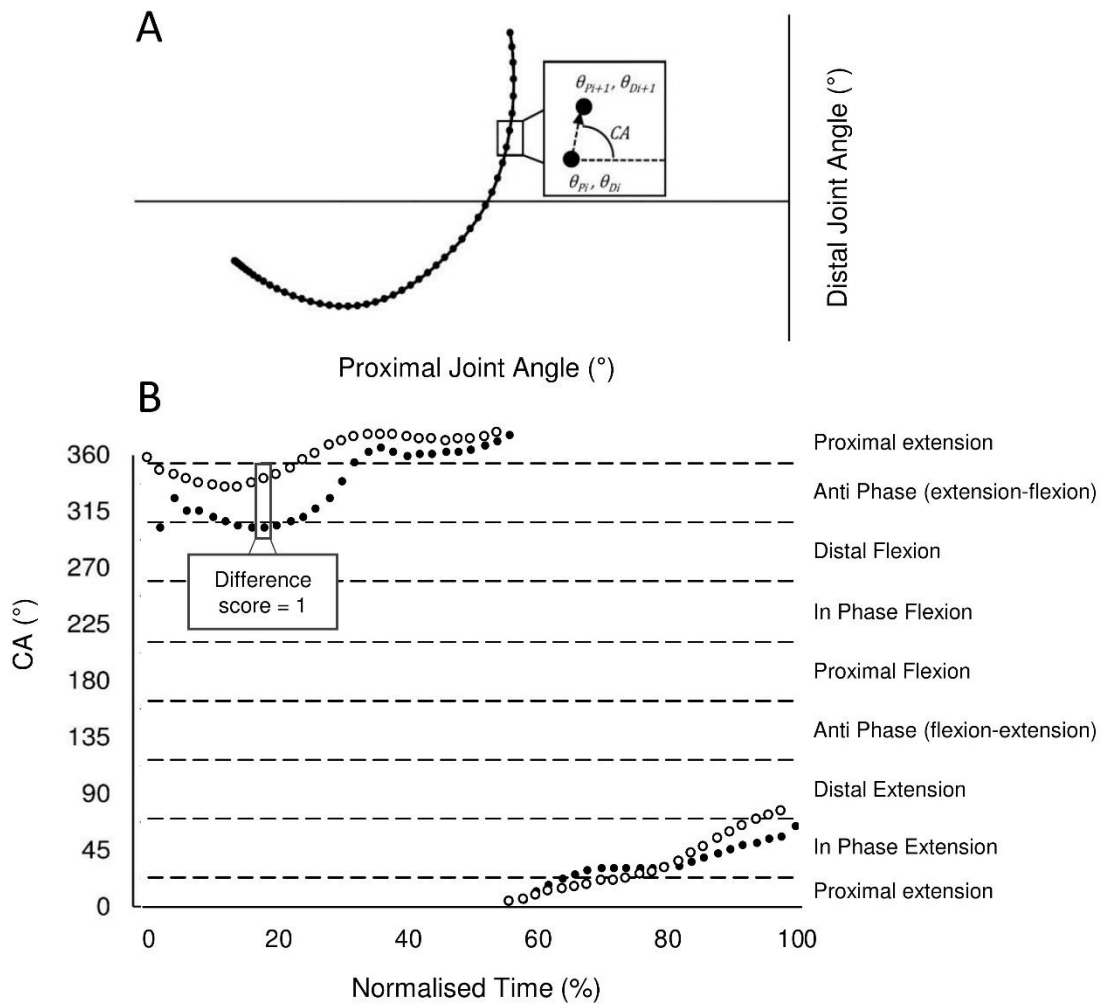 A
θPi+1, θDi+1
CA
θPi, θDi
Distal Joint Angle (°)
Proximal Joint Angle (°)
B
CA (°)
360
315
270
225
180
135
90
45
0
Difference
score = 1
Proximal extension
Anti Phase (extension-flexion)
Distal Flexion
In Phase Flexion
Proximal Flexion
Anti Phase (flexion-extension)
Distal Extension
In Phase Extension
Proximal extension
0 20 40 60 80 100
Normalised Time (%)